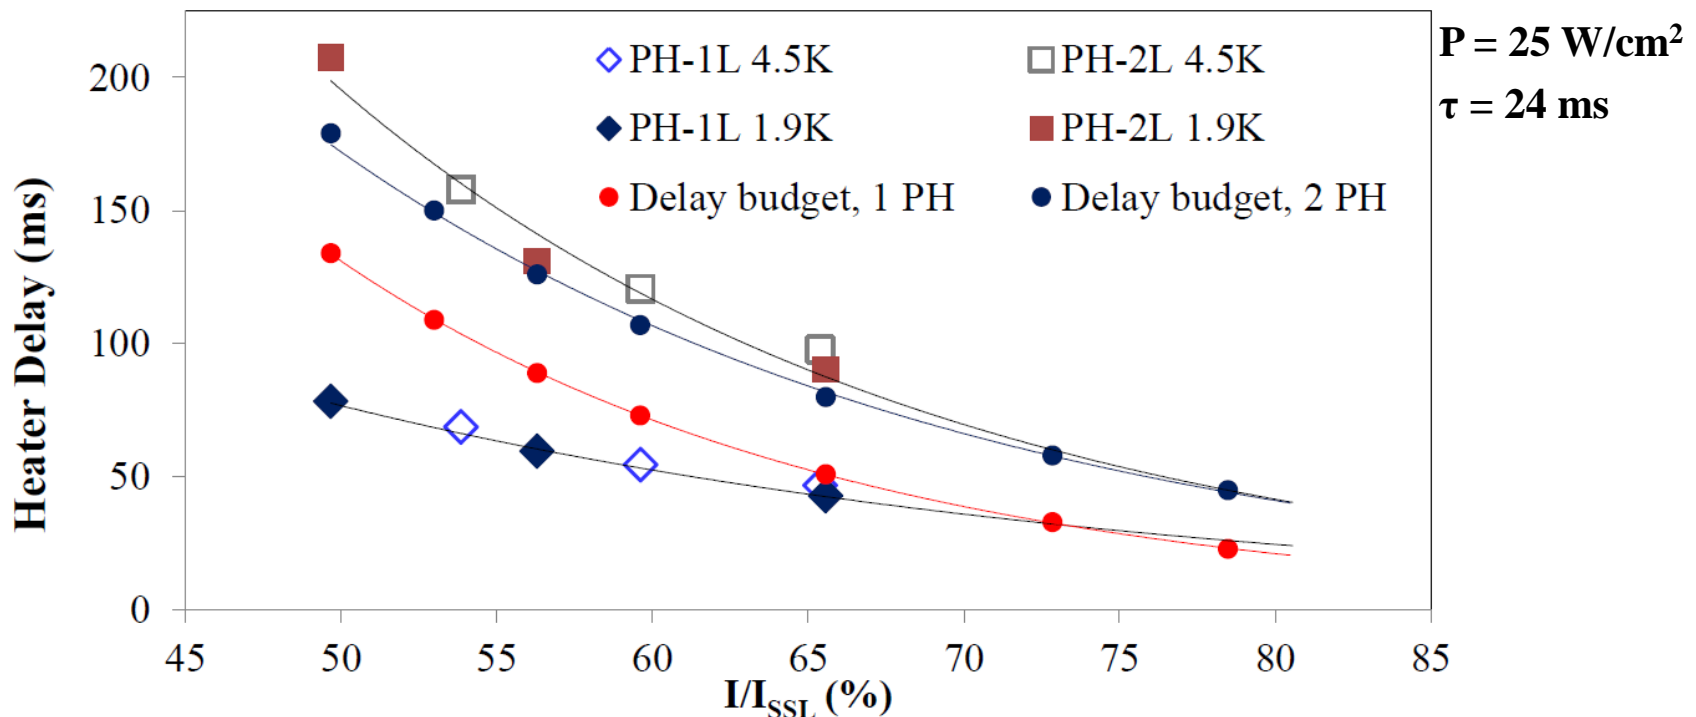 P = 25 W/cm²
τ = 24 ms
PH-1L 4.5K
PH-2L 4.5K
PH-1L 1.9K
PH-2L 1.9K
Delay budget, 1 PH
Delay budget, 2 PH
Heater Delay (ms)
200
150
100
50
0
45 50 55 60 65 70 75 80 85
I/I_SSL (%)